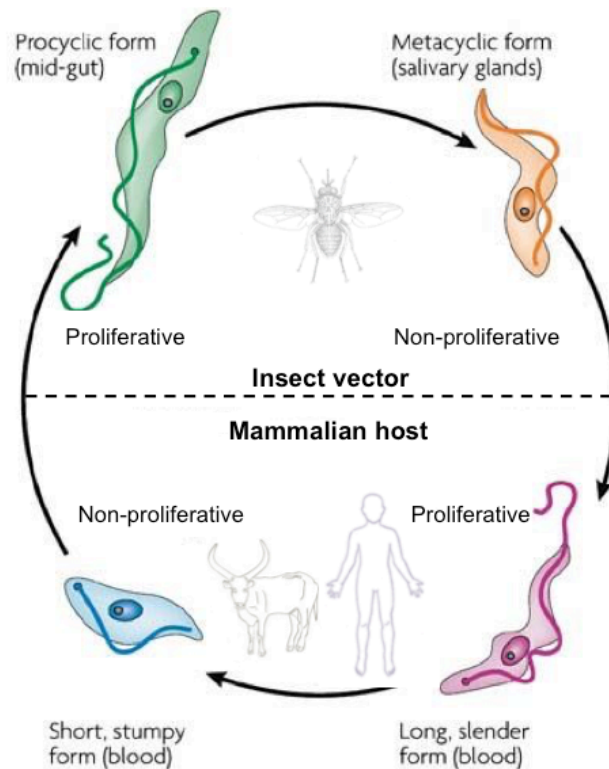 Procyclic form
(mid-gut)
Metacyclic form
(salivary glands)
Proliferative
Non-proliferative
Insect vector
Mammalian host
Non-proliferative
Proliferative
Short, stumpy
form (blood)
Long, slender
form (blood)